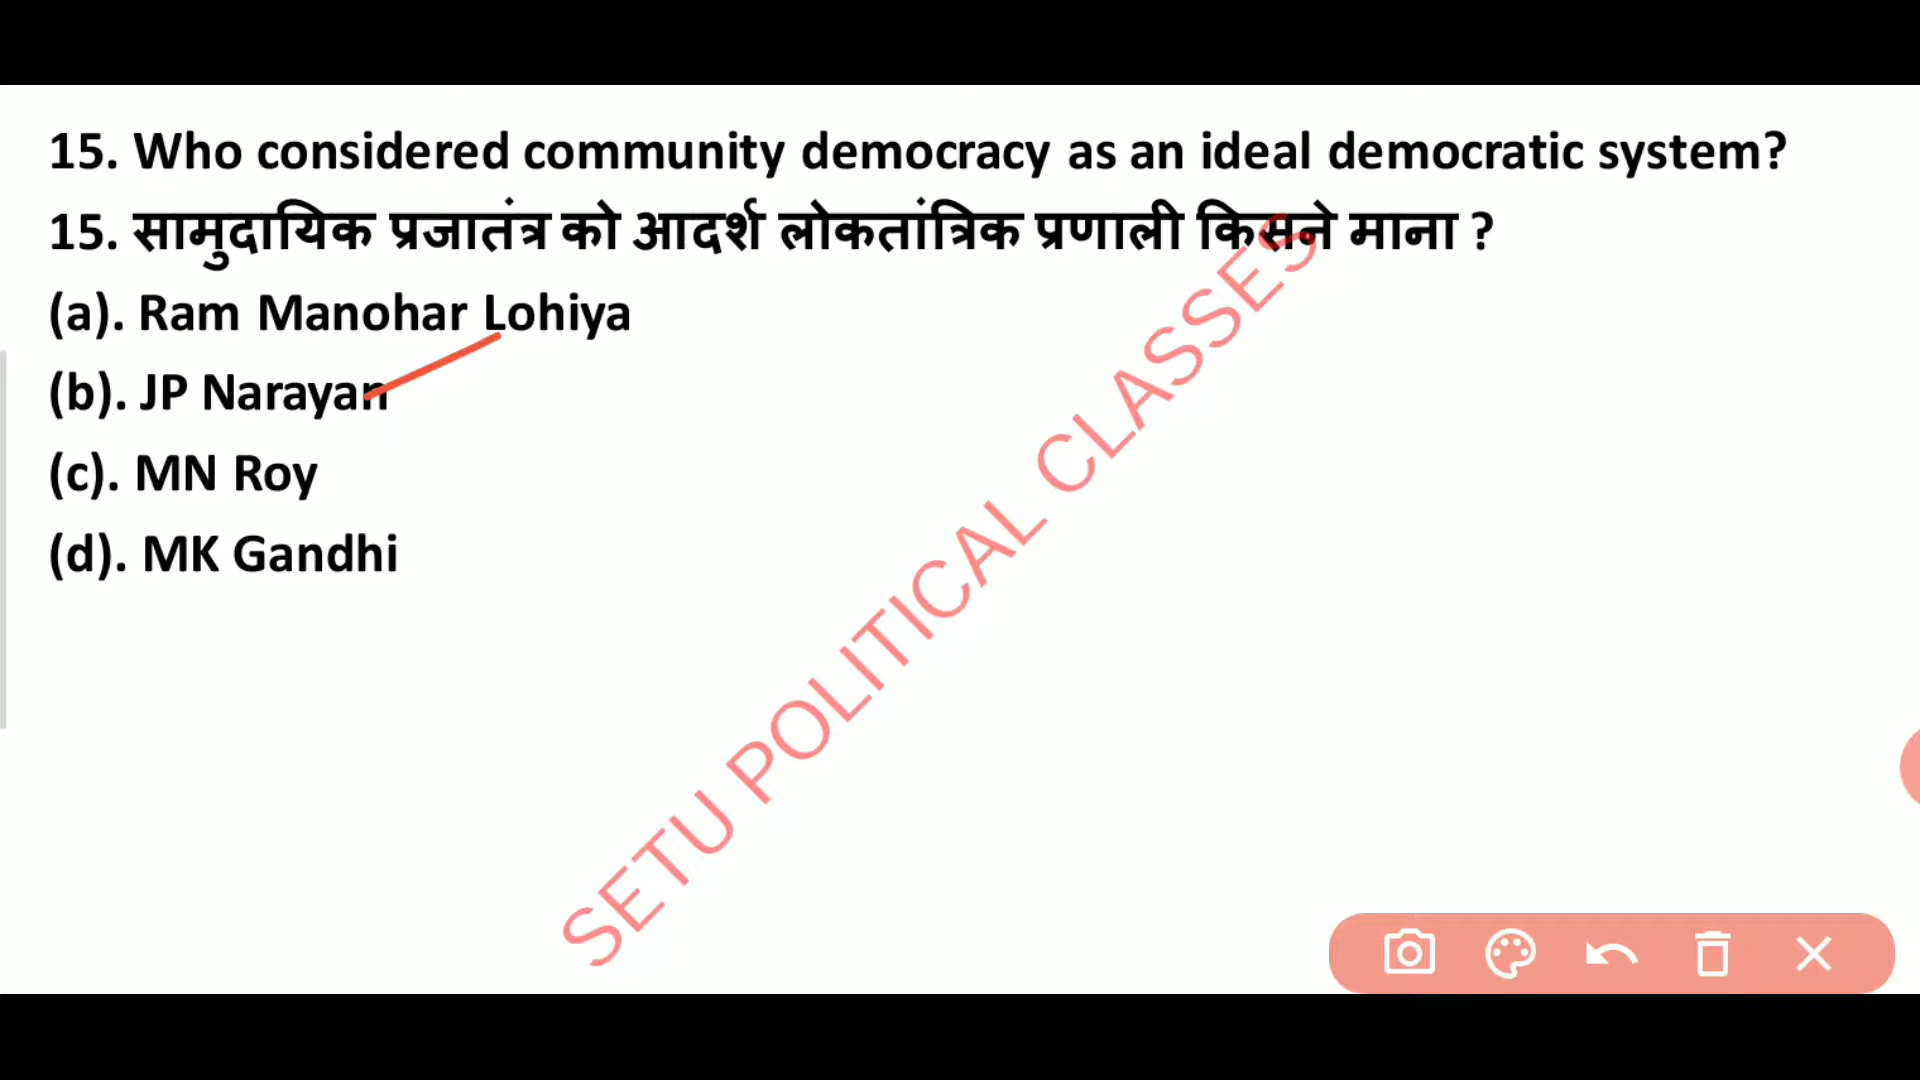 15. Who considered community democracy as an ideal democratic system?
15. सामुदायिक प्रजातंत्र को आदर्श लोकतांत्रिक प्रणाली किसने माना ?
(a). Ram Manohar Lohiya
(b). JP Narayan
(c). MN Roy
(d). MK Gandhi
SETU POLITICAL CLASSES